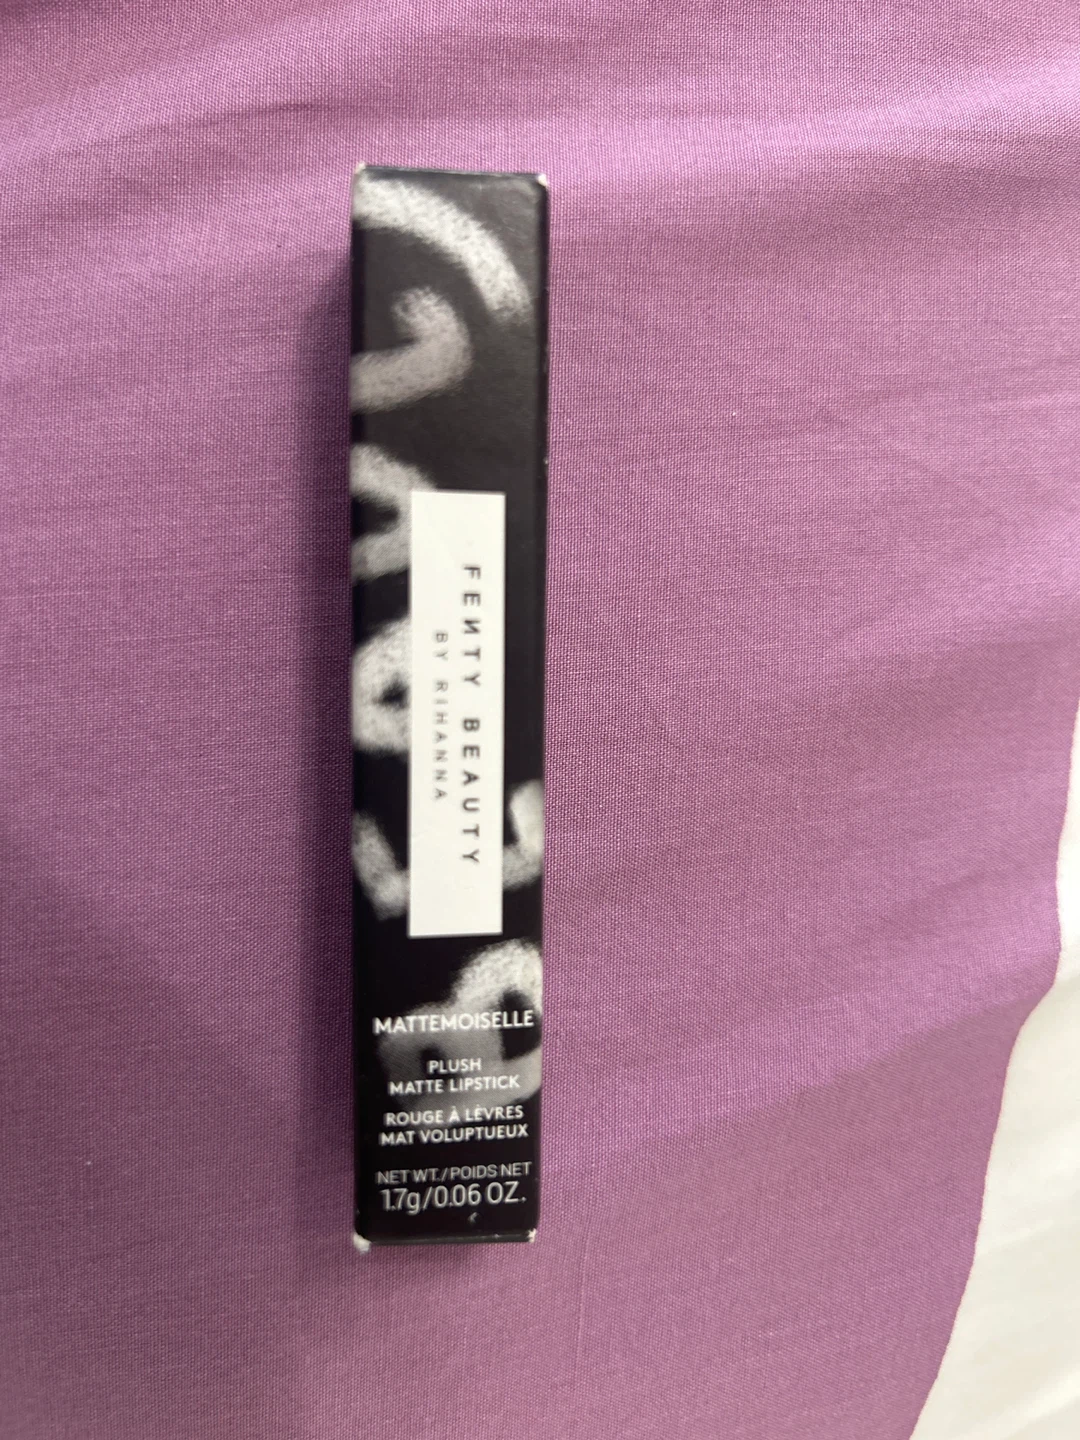 FEИTY BEAUTY
BY RIHANNA
MATTEMOISELLE
PLUSH
MATTE LIPSTICK
ROUGE À LÈVRES
MAT VOLUPTUEUX
NET WT./POIDS NET
1.7g/0.06 OZ.